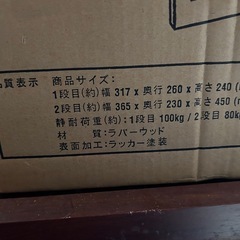 品質表示 商品サイズ:
1段目(約)幅 317 x 奥行 260 x 高さ 240 (m
2段目(約)幅 365 x 奥行 230 x 高さ 450 (m
静耐荷重(約):1段目 100kg / 2段目 80k
材 質:ラバーウッド
表面加工:ラッカー塗装